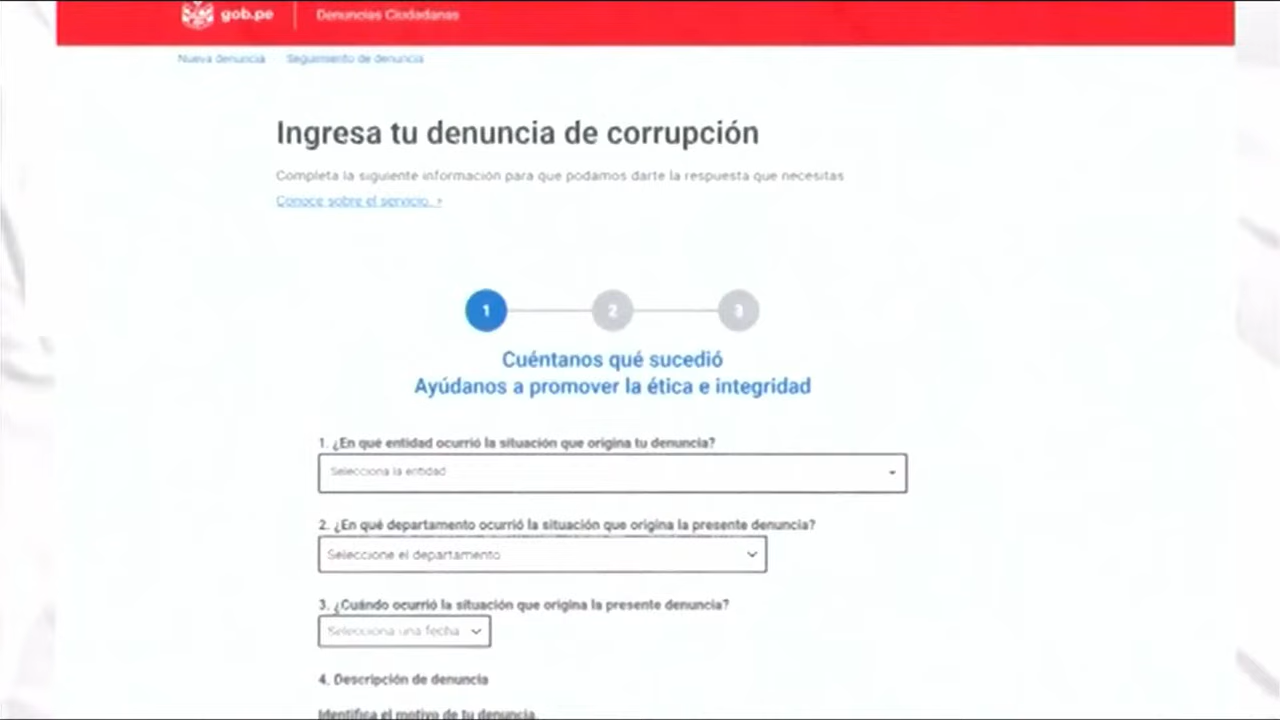 gob.pe Denuncias Ciudadanas
Nueva denuncia Seguimiento de denuncia
Ingresa tu denuncia de corrupción
Completa la siguiente información para que podamos darte la respuesta que necesitas
Conoce sobre el servicio
1 2 3
Cuéntanos qué sucedió
Ayúdanos a promover la ética e integridad
1. ¿En qué entidad ocurrió la situación que origina tu denuncia?
Selecciona la entidad
2. ¿En qué departamento ocurrió la situación que origina la presente denuncia?
Seleccione el departamento
3. ¿Cuándo ocurrió la situación que origina la presente denuncia?
Selecciona una fecha
4. Descripción de denuncia
Identifica el motivo de tu denuncia.